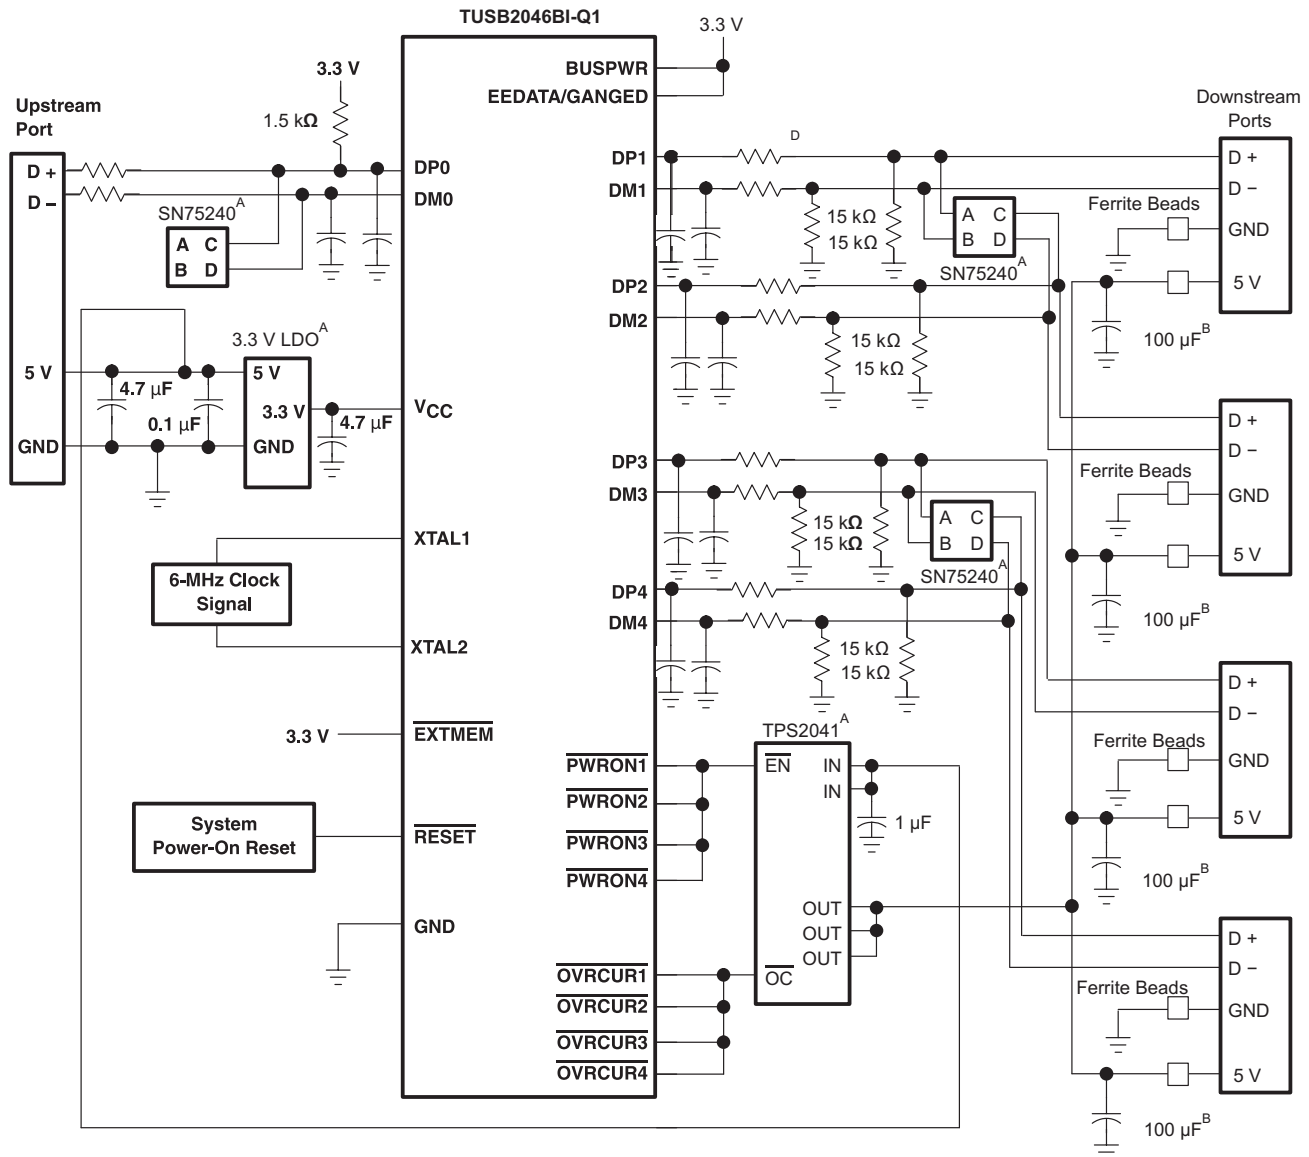 TUSB2046BI-Q1
3.3 V
BUSPWR
EEDATA/GANGED
3.3 V
1.5 kΩ
Upstream
Port
D +
D −
DP0
DM0
SN75240A
A C
B D
3.3 V LDOA
5 V
4.7 µF
0.1 µF
GND
5 V
3.3 V
GND
4.7 µF
VCC
XTAL1
6-MHz Clock
Signal
XTAL2
3.3 V
EXTMEM
System
Power-On Reset
RESET
GND
DP1
DM1
D
15 kΩ
15 kΩ
A C
B D
SN75240A
DP2
DM2
15 kΩ
15 kΩ
DP3
DM3
15 kΩ
15 kΩ
A C
B D
SN75240A
DP4
DM4
15 kΩ
15 kΩ
PWRON1
PWRON2
PWRON3
PWRON4
OVRCUR1
OVRCUR2
OVRCUR3
OVRCUR4
TPS2041A
EN
IN
IN
1 µF
OUT
OUT
OUT
OC
Downstream
Ports
D +
D −
Ferrite Beads
GND
5 V
100 µFB
D +
D −
Ferrite Beads
GND
5 V
100 µFB
D +
D −
Ferrite Beads
GND
5 V
100 µFB
D +
D −
Ferrite Beads
GND
5 V
100 µFB